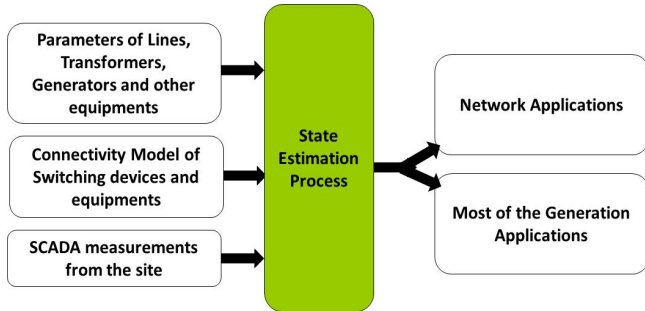 Parameters of Lines,
Transformers,
Generators and other
equipments
Connectivity Model of
Switching devices and
equipments
SCADA measurements
from the site
State
Estimation
Process
Network Applications
Most of the Generation
Applications